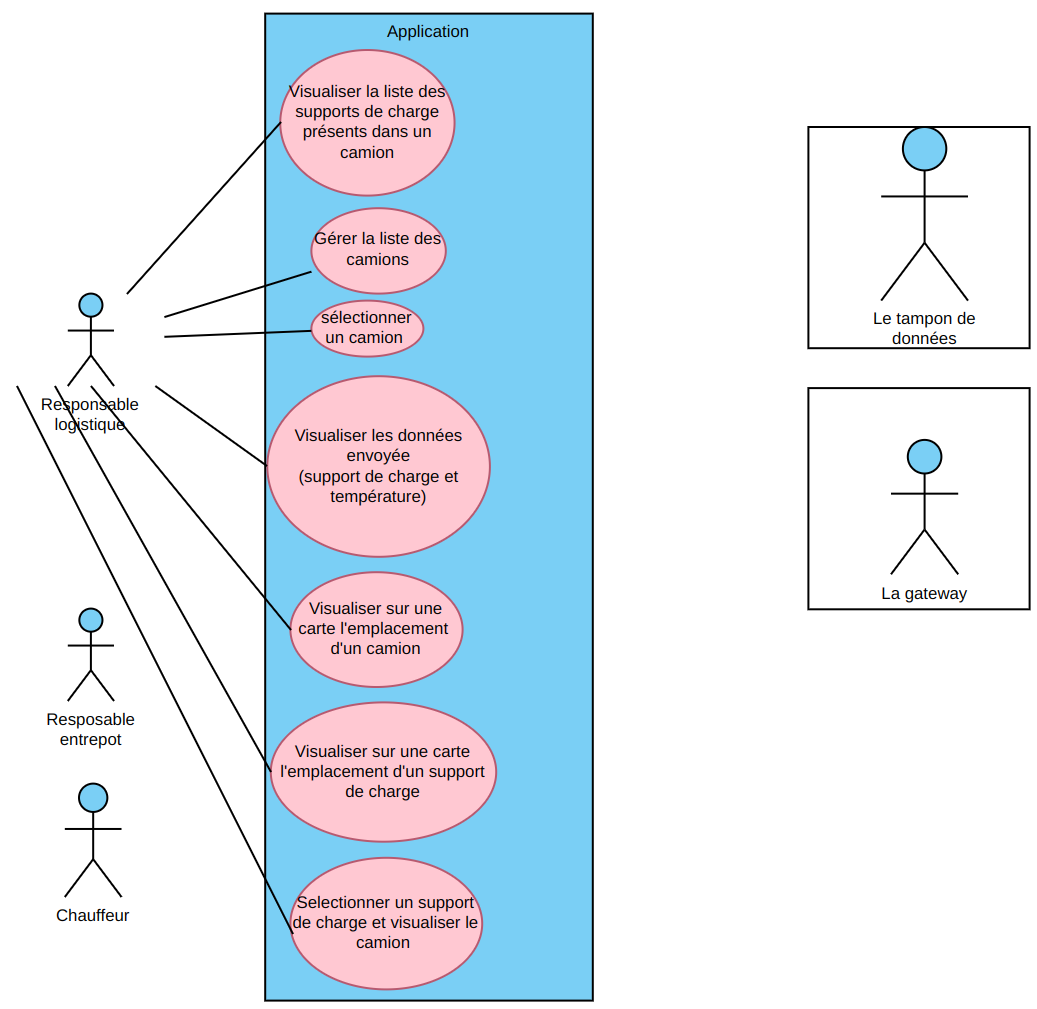 Application
Visualiser la liste des
supports de charge
présents dans un
camion
Gérer la liste des
camions
sélectionner
un camion
Responsable
logistique
Visualiser les données
envoyée
(support de charge et
température)
Visualiser sur une
carte l'emplacement
d'un camion
Resposable
entrepot
Visualiser sur une carte
l'emplacement d'un support
de charge
Chauffeur
Selectionner un support
de charge et visualiser le
camion
Le tampon de
données
La gateway